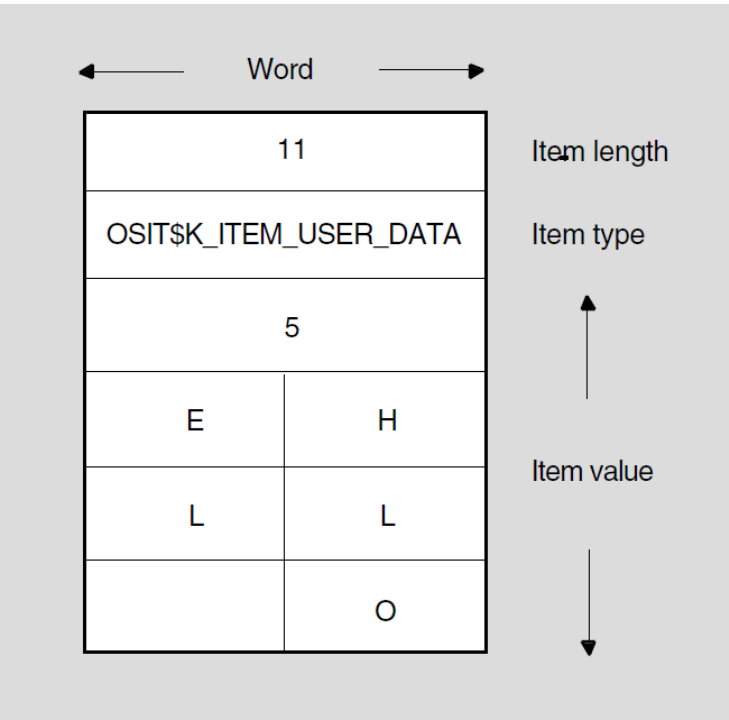 Word
11 Item length
OSIT$K_ITEM_USER_DATA Item type
5
E H
Item value
L L
O